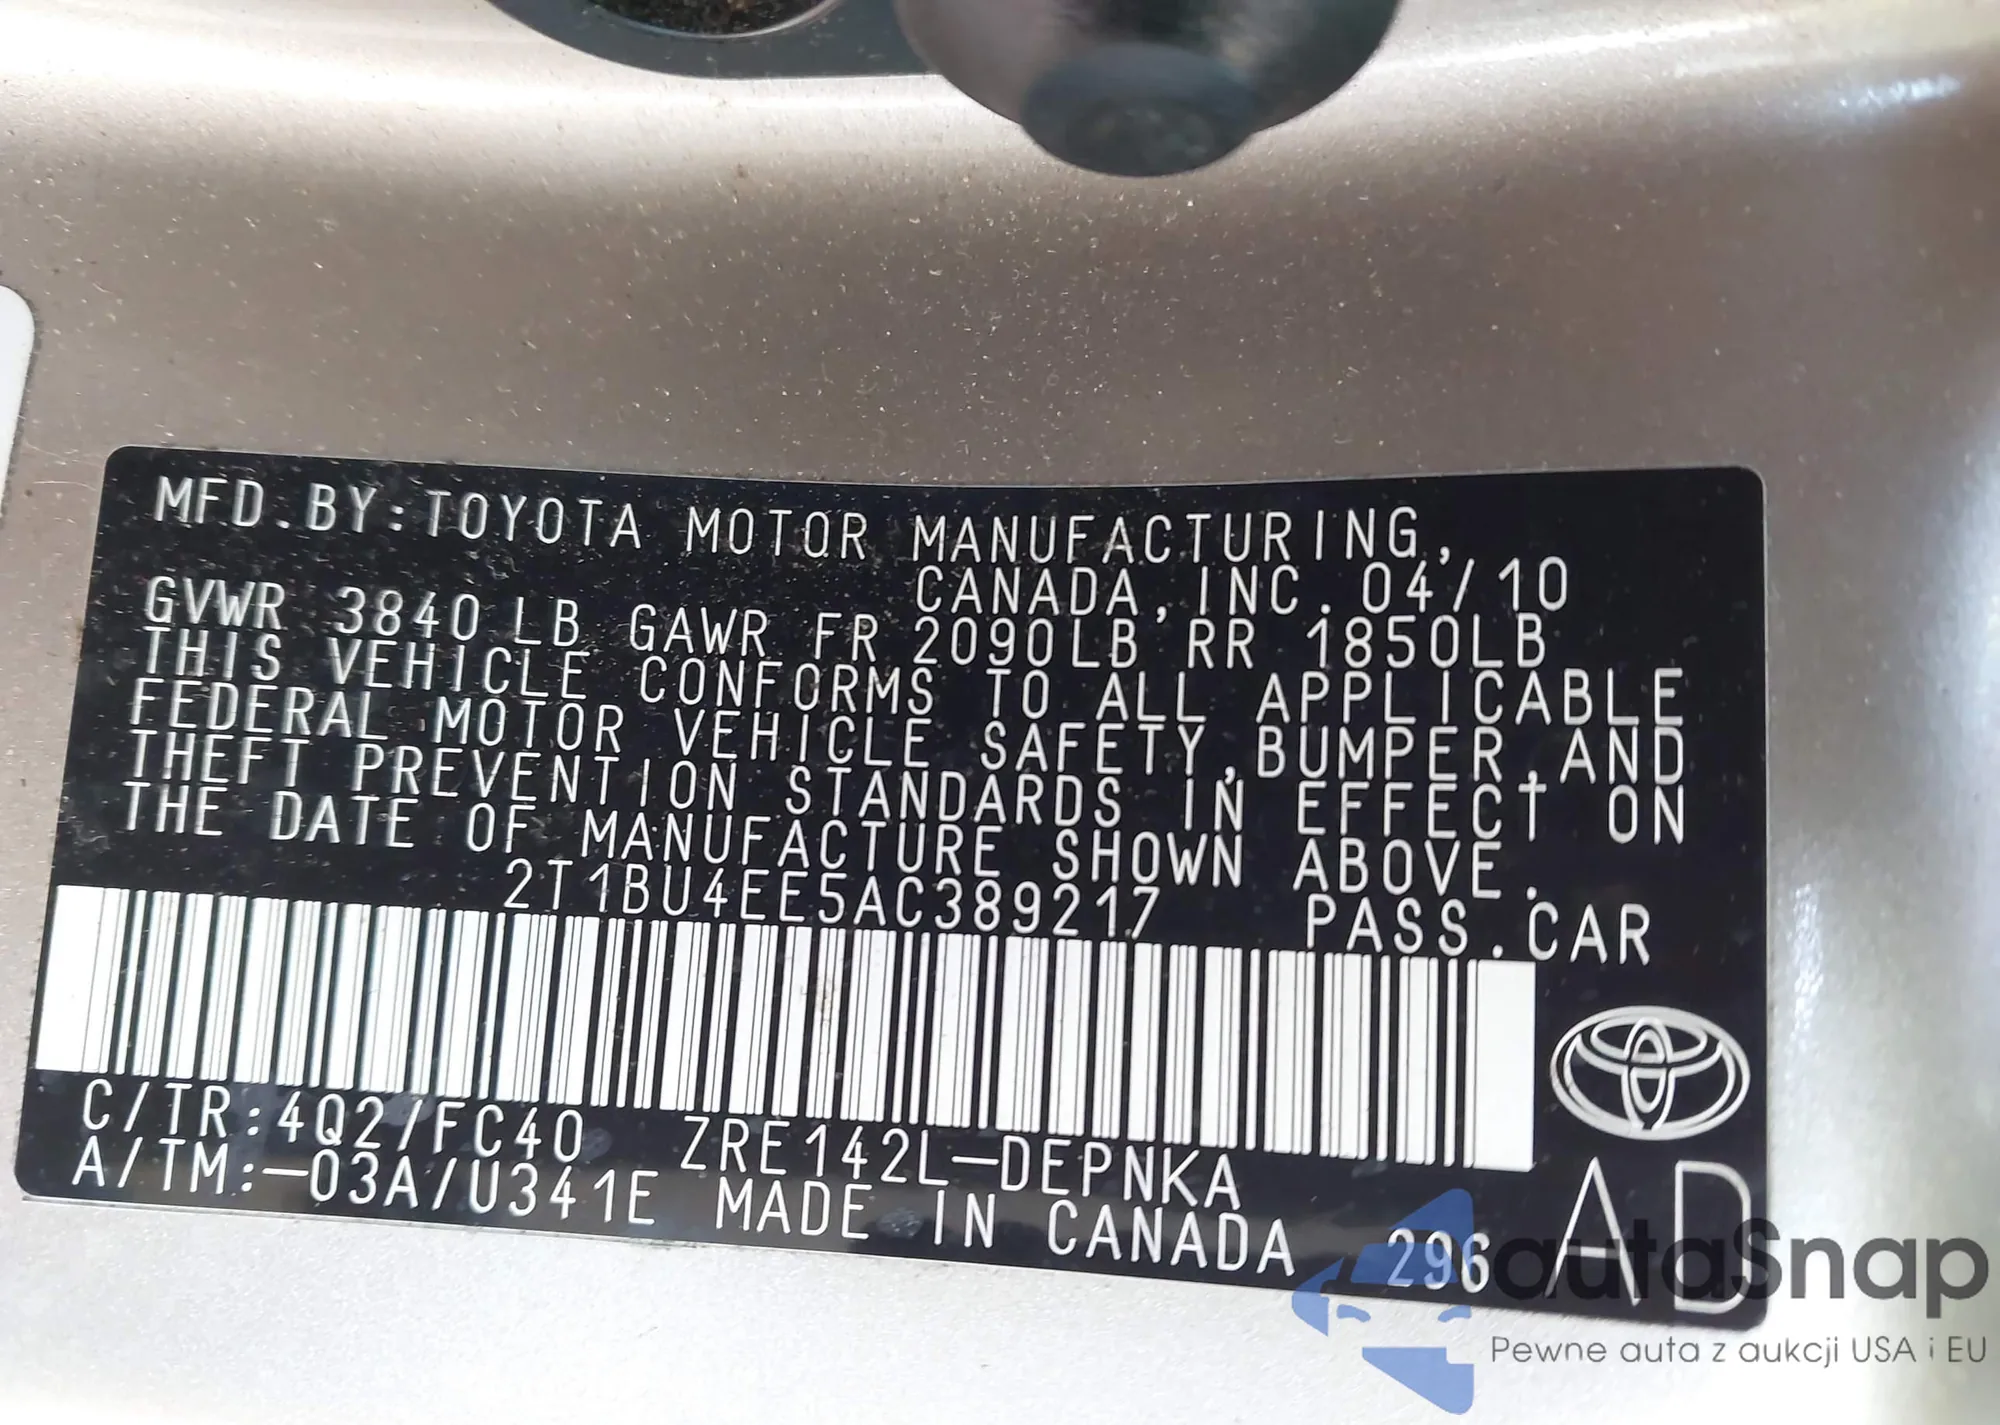 MFD.BY:TOYOTA MOTOR MANUFACTURING,
CANADA,INC. 04/10
GVWR 3840LB GAWR FR 2090LB RR 1850LB
THIS VEHICLE CONFORMS TO ALL APPLICABLE
FEDERAL MOTOR VEHICLE SAFETY,BUMPER,AND
THEFT PREVENTION STANDARDS IN EFFECT ON
THE DATE OF MANUFACTURE SHOWN ABOVE.
2T1BU4EE5AC389217 PASS.CAR
C/TR:4Q2/FC40 ZRE142L-DEPNKA
A/TM:-03A/U341E MADE IN CANADA 296 AD
autaSnap
Pewne auta z aukcji USA i EU